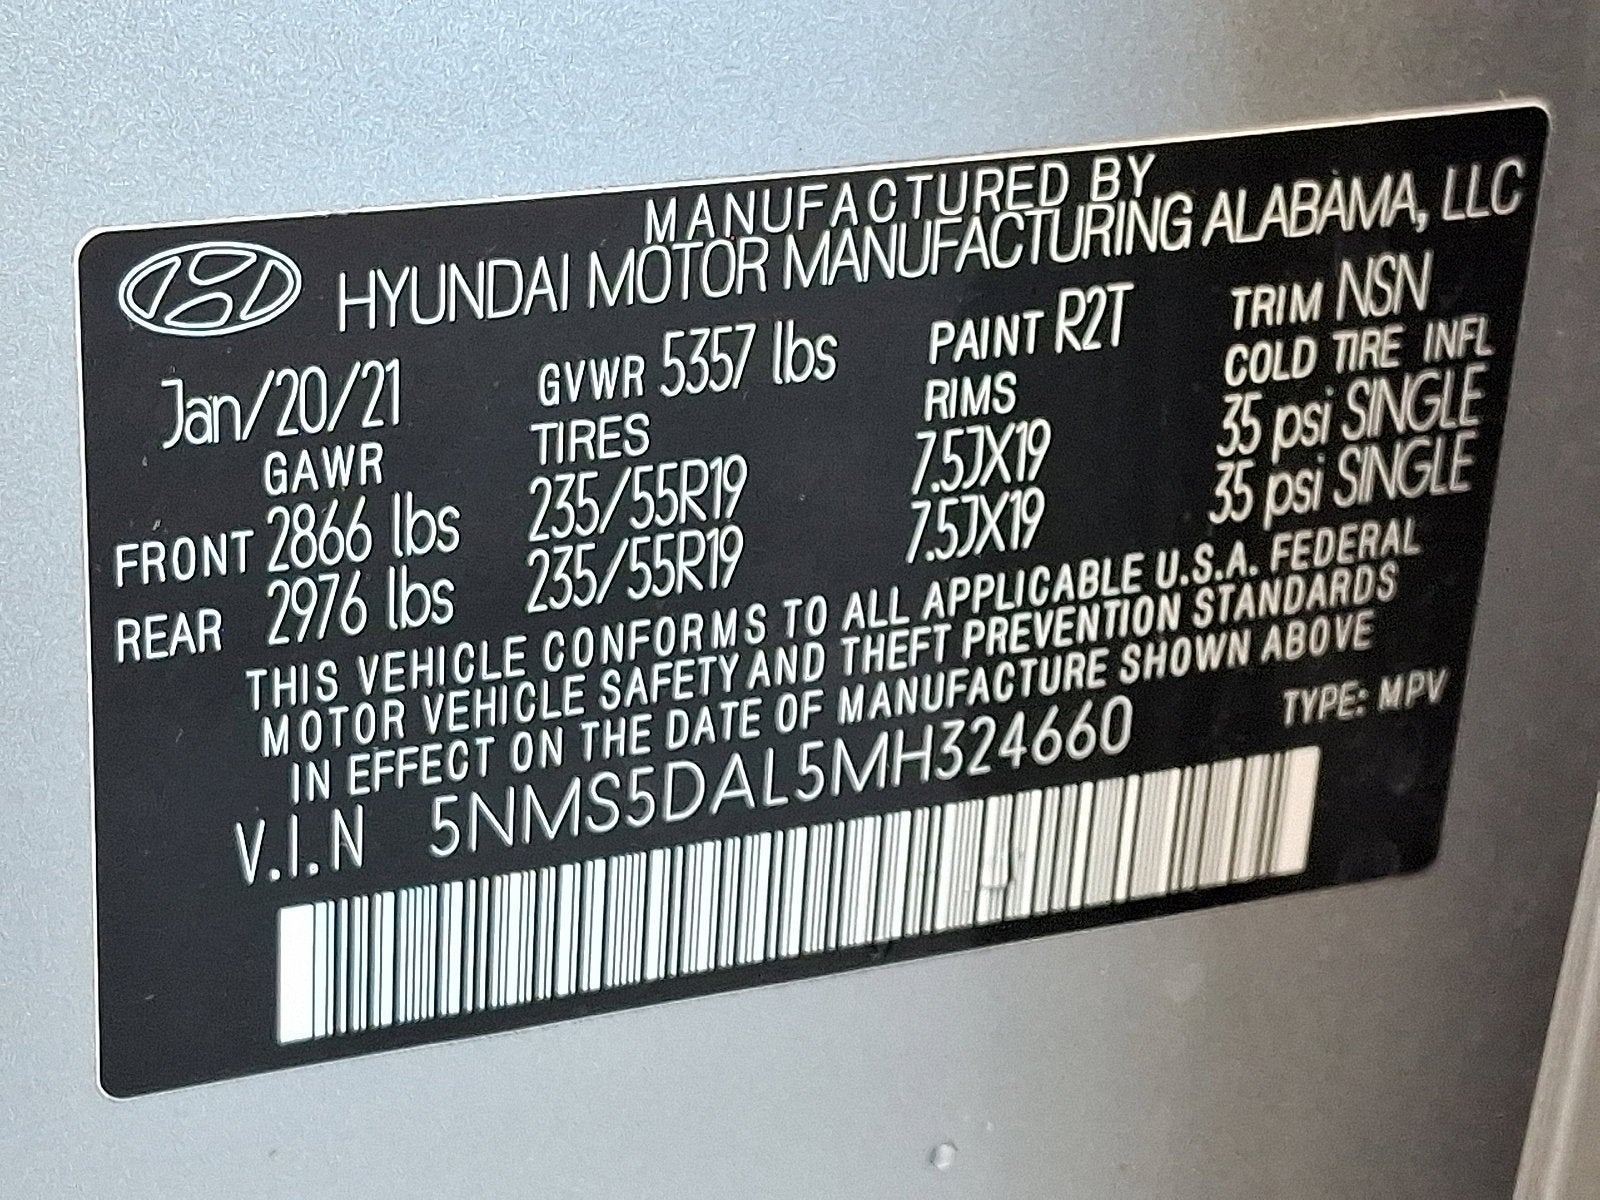 MANUFACTURED BY
HYUNDAI MOTOR MANUFACTURING ALABAMA, LLC
Jan/20/21 GVWR 5357 lbs PAINT R2T TRIM NSN
GAWR TIRES RIMS COLD TIRE INFL
FRONT 2866 lbs 235/55R19 7.5JX19 35 psi SINGLE
REAR 2976 lbs 235/55R19 7.5JX19 35 psi SINGLE
THIS VEHICLE CONFORMS TO ALL APPLICABLE U.S.A. FEDERAL
MOTOR VEHICLE SAFETY AND THEFT PREVENTION STANDARDS
IN EFFECT ON THE DATE OF MANUFACTURE SHOWN ABOVE
V.I.N 5NMS5DAL5MH324660 TYPE: MPV